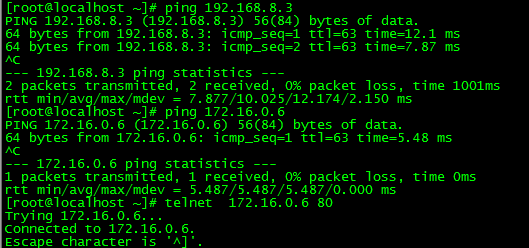 [root@localhost ~]# ping 192.168.8.3
PING 192.168.8.3 (192.168.8.3) 56(84) bytes of data.
64 bytes from 192.168.8.3: icmp_seq=1 ttl=63 time=12.1 ms
64 bytes from 192.168.8.3: icmp_seq=2 ttl=63 time=7.87 ms
^C
--- 192.168.8.3 ping statistics ---
2 packets transmitted, 2 received, 0% packet loss, time 1001ms
rtt min/avg/max/mdev = 7.877/10.025/12.174/2.150 ms
[root@localhost ~]# ping 172.16.0.6
PING 172.16.0.6 (172.16.0.6) 56(84) bytes of data.
64 bytes from 172.16.0.6: icmp_seq=1 ttl=63 time=5.48 ms
^C
--- 172.16.0.6 ping statistics ---
1 packets transmitted, 1 received, 0% packet loss, time 0ms
rtt min/avg/max/mdev = 5.487/5.487/5.487/0.000 ms
[root@localhost ~]# telnet  172.16.0.6 80
Trying 172.16.0.6...
Connected to 172.16.0.6.
Escape character is '^]'.